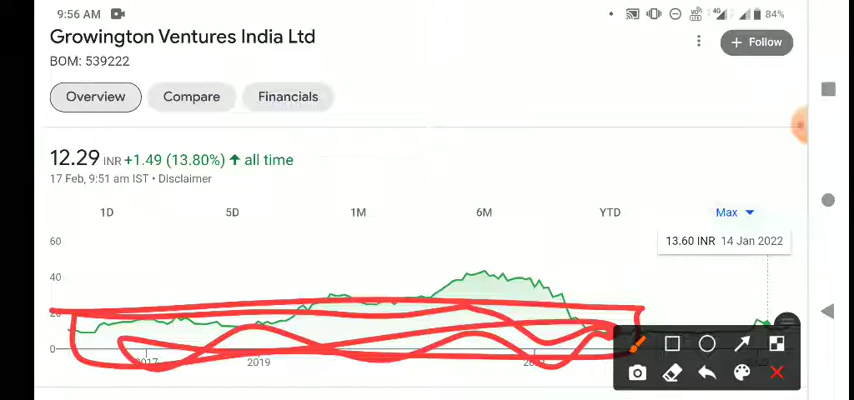 9:56 AM
4G
84%
Growington Ventures India Ltd
BOM: 539222
+ Follow
Overview
Compare
Financials
12.29 INR +1.49 (13.80%) ↑ all time
17 Feb, 9:51 am IST • Disclaimer
1D 5D 1M 6M YTD Max
13.60 INR 14 Jan 2022
60
40
0
2019